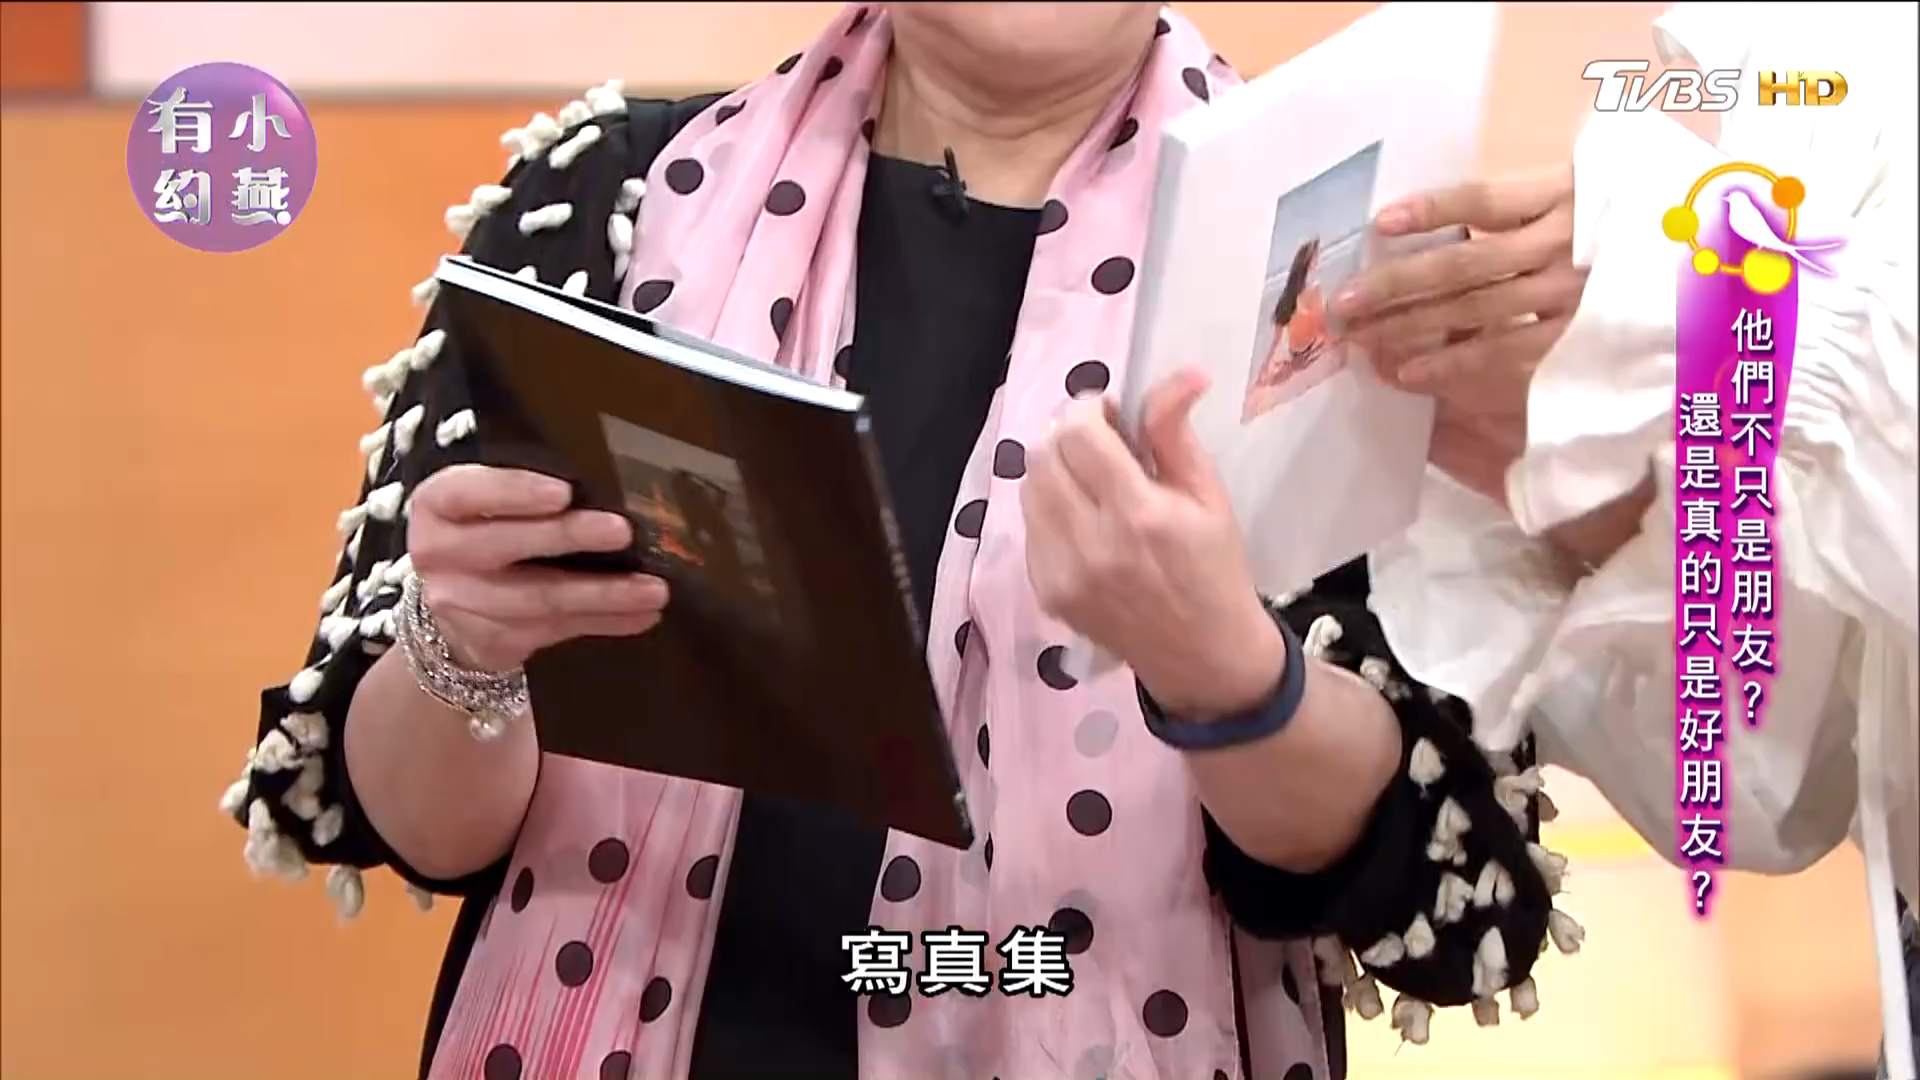 小燕
有約
TVBS HD
他們不只是朋友？
還是真的只是好朋友？
寫真集